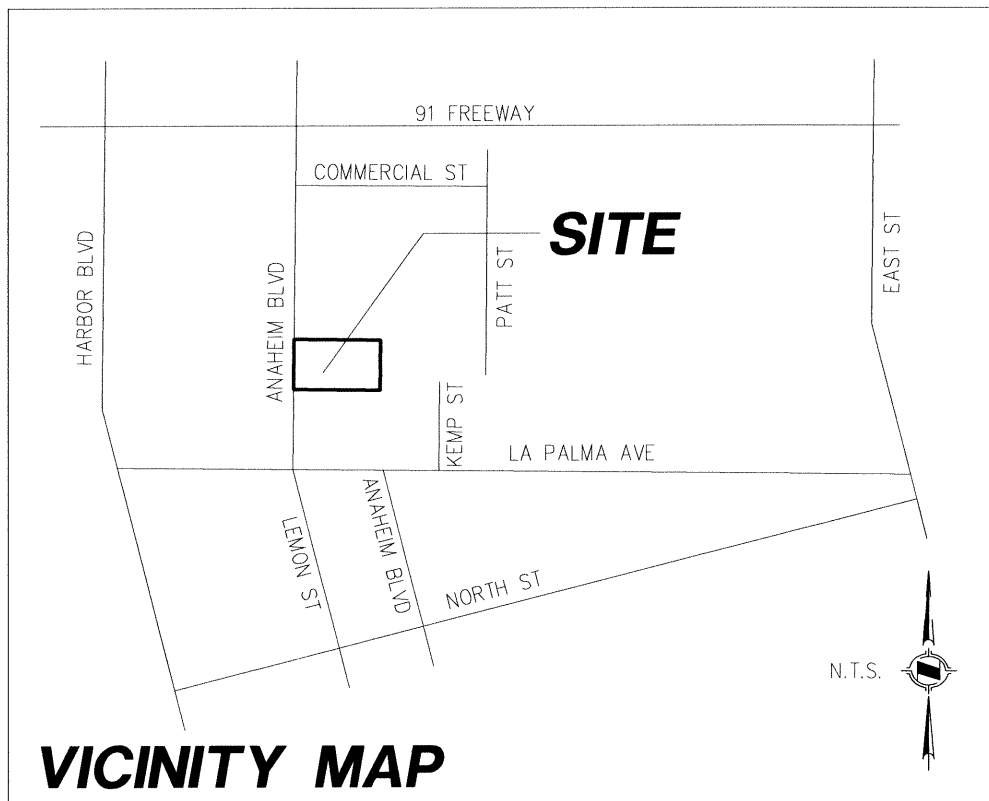 91 FREEWAY
COMMERCIAL ST
SITE
HARBOR BLVD
ANAHEIM BLVD
PATT ST
EAST ST
KEMP ST
LA PALMA AVE
LEMON ST
ANAHEIM BLVD
NORTH ST
N.T.S.
VICINITY MAP